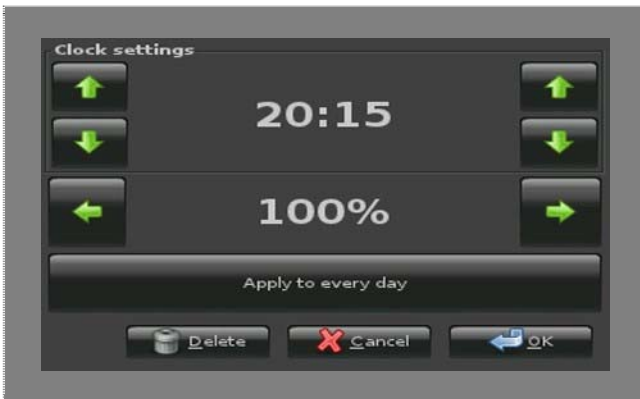 Clock settings
20:15
100%
Apply to every day
Delete Cancel OK